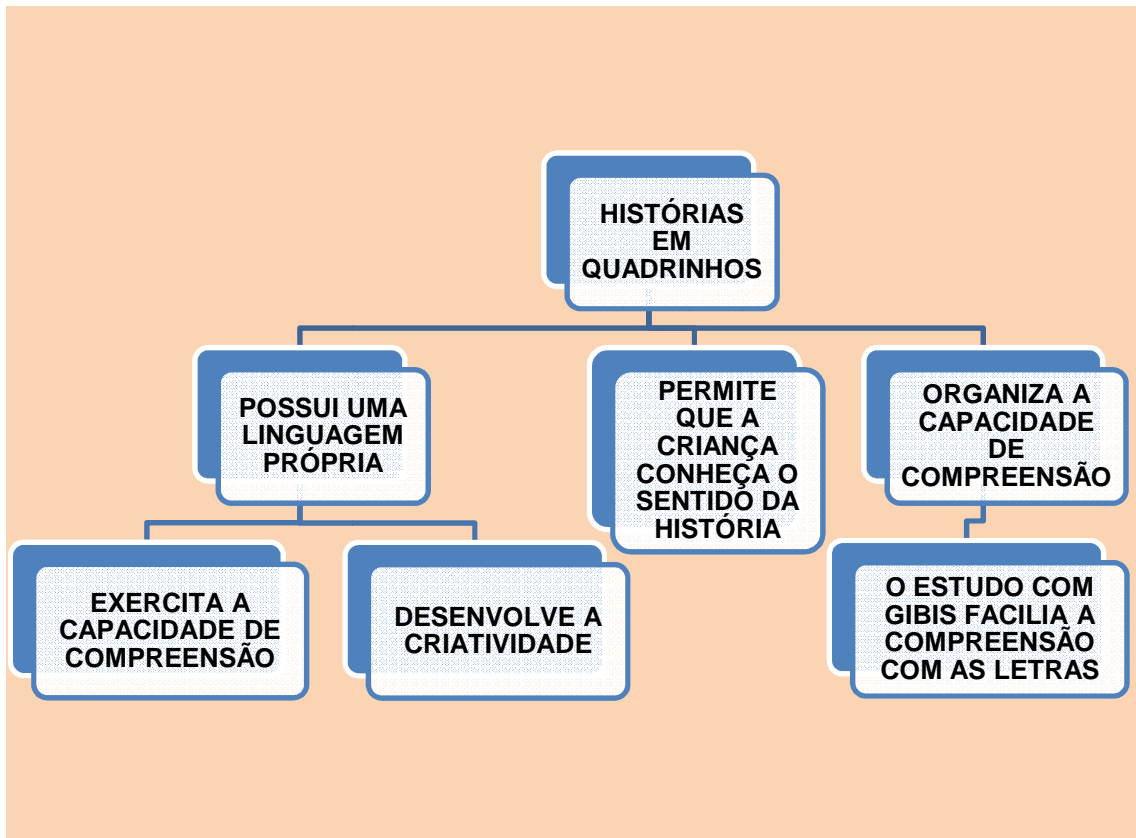 HISTÓRIAS
EM
QUADRINHOS
POSSUI UMA
LINGUAGEM
PRÓPRIA
PERMITE
QUE A
CRIANÇA
CONHEÇA O
SENTIDO DA
HISTÓRIA
ORGANIZA A
CAPACIDADE
DE
COMPREENSÃO
EXERCITA A
CAPACIDADE DE
COMPREENSÃO
DESENVOLVE A
CRIATIVIDADE
O ESTUDO COM
GIBIS FACILIA A
COMPREENSÃO
COM AS LETRAS